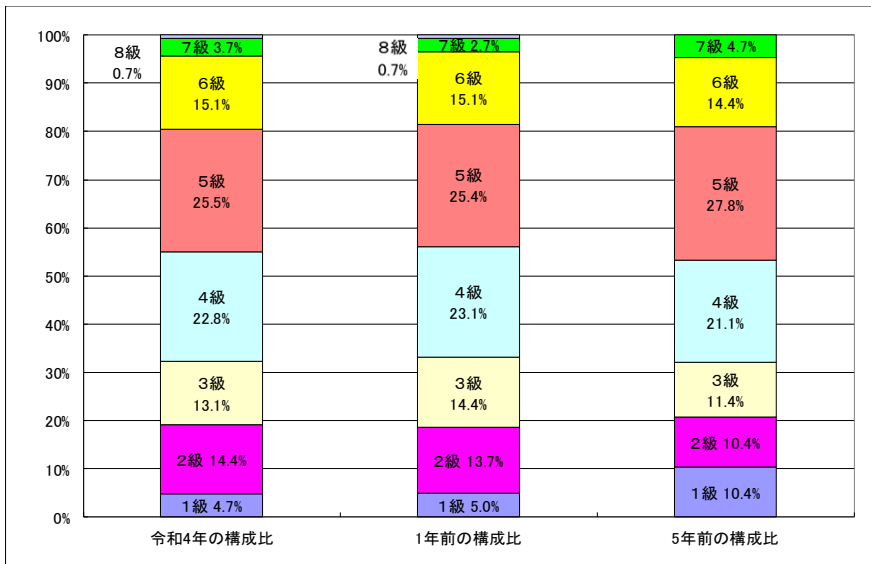 100%
90%
80%
70%
60%
50%
40%
30%
20%
10%
0%
8級
0.7%
7級 3.7%
6級
15.1%
5級
25.5%
4級
22.8%
3級
13.1%
2級 14.4%
1級 4.7%
8級
0.7%
7級 2.7%
6級
15.1%
5級
25.4%
4級
23.1%
3級
14.4%
2級 13.7%
1級 5.0%
7級 4.7%
6級
14.4%
5級
27.8%
4級
21.1%
3級
11.4%
2級 10.4%
1級 10.4%
令和4年の構成比
1年前の構成比
5年前の構成比